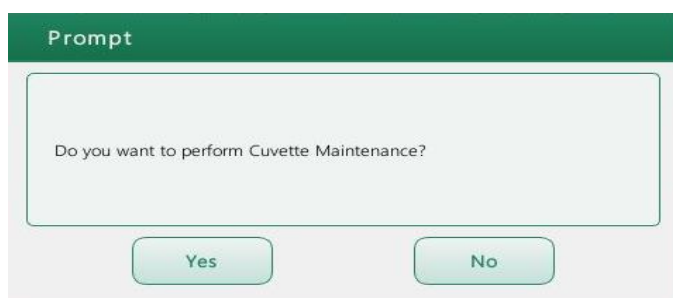 Prompt
Do you want to perform Cuvette Maintenance?
Yes
No